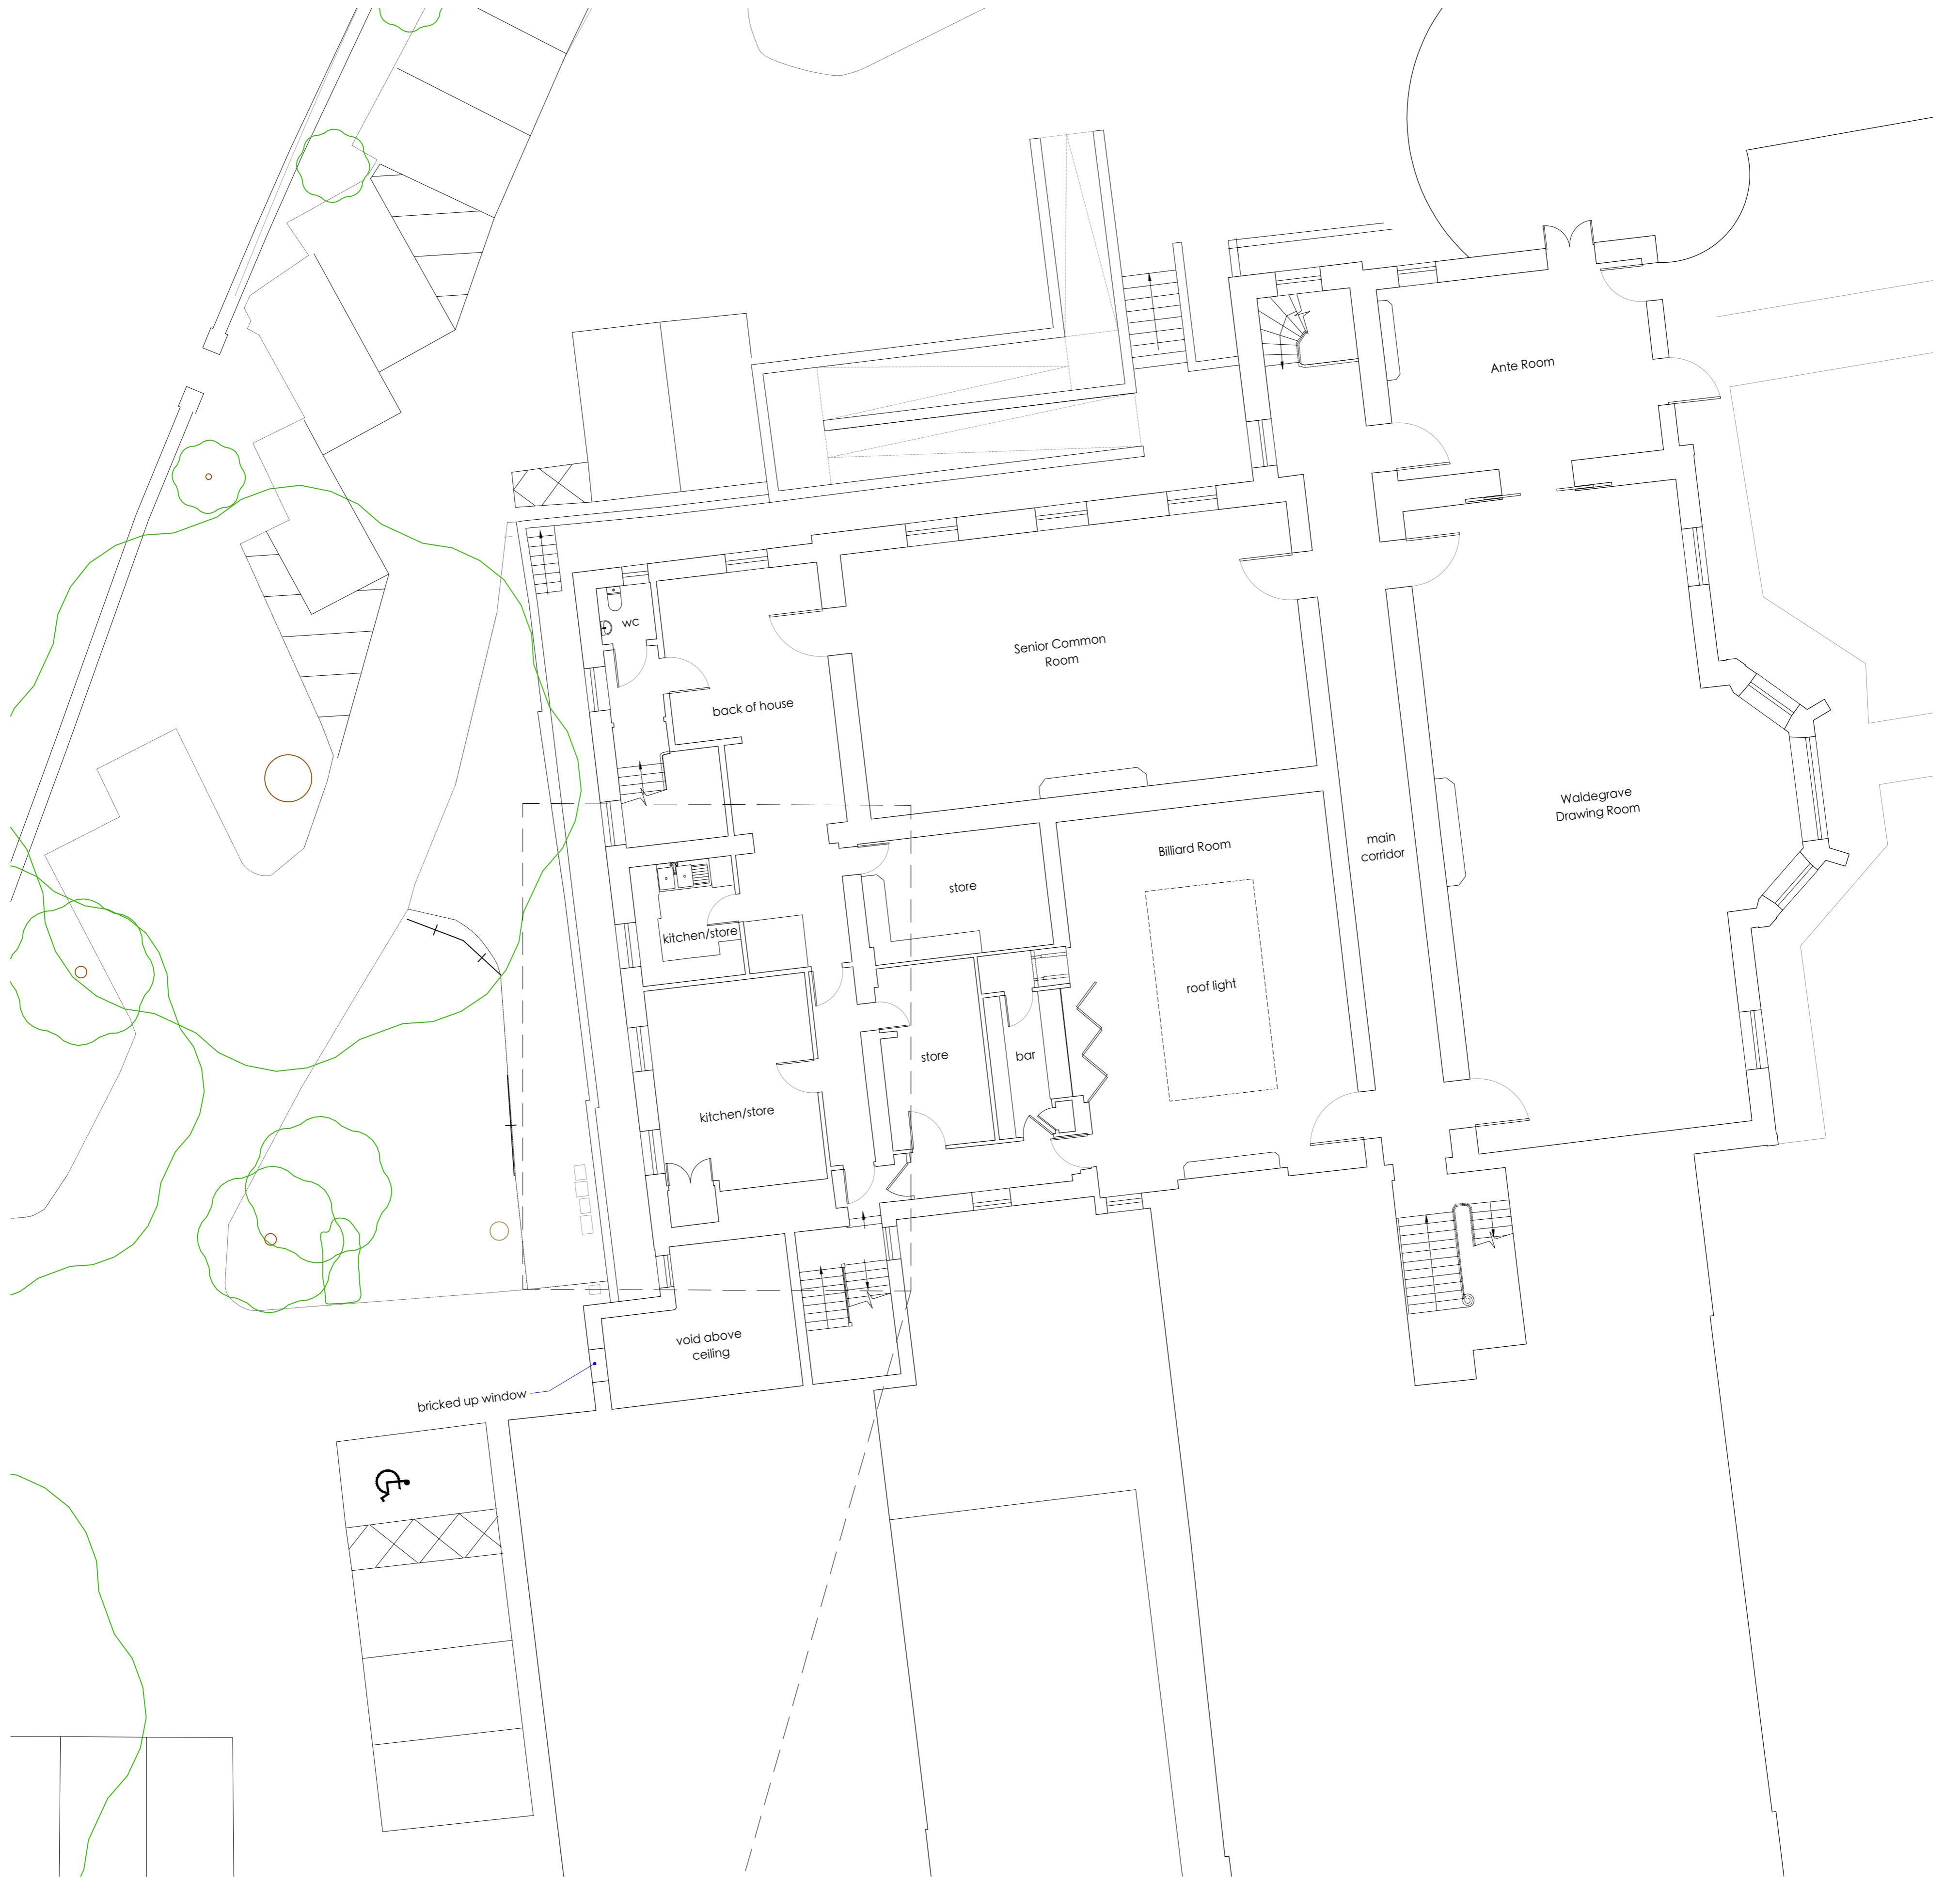 Ante Room
wc
Senior Common
Room
back of house
Waldegrave
Drawing Room
main
corridor
Billiard Room
store
kitchen/store
roof light
store
bar
kitchen/store
void above
ceiling
bricked up window